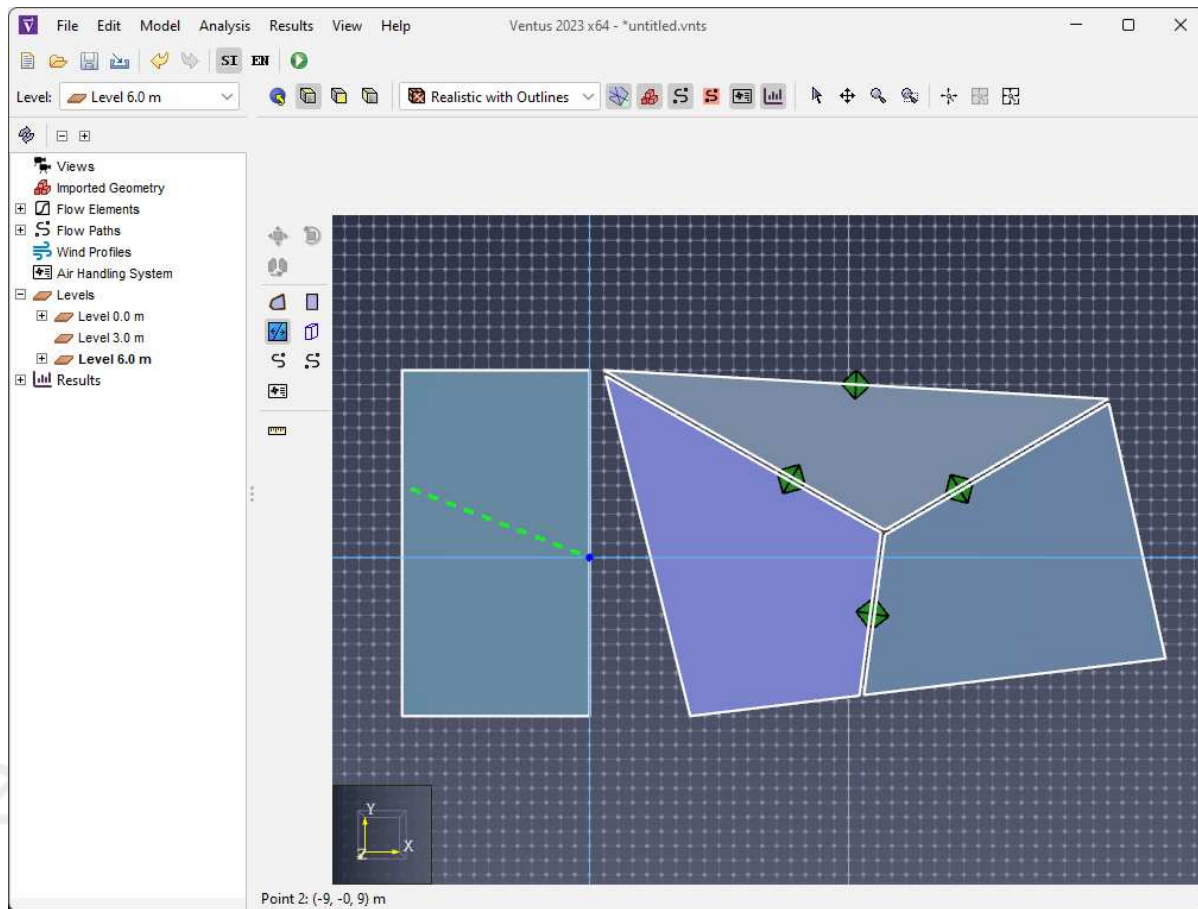 File Edit Model Analysis Results View Help Ventus 2023 x64 - *untitled.vnts
SI EN
Level: Level 6.0 m Realistic with Outlines
Views
Imported Geometry
Flow Elements
Flow Paths
Wind Profiles
Air Handling System
Levels
Level 0.0 m
Level 3.0 m
Level 6.0 m
Results
Y
X
Z
Point 2: (-9, -0, 9) m